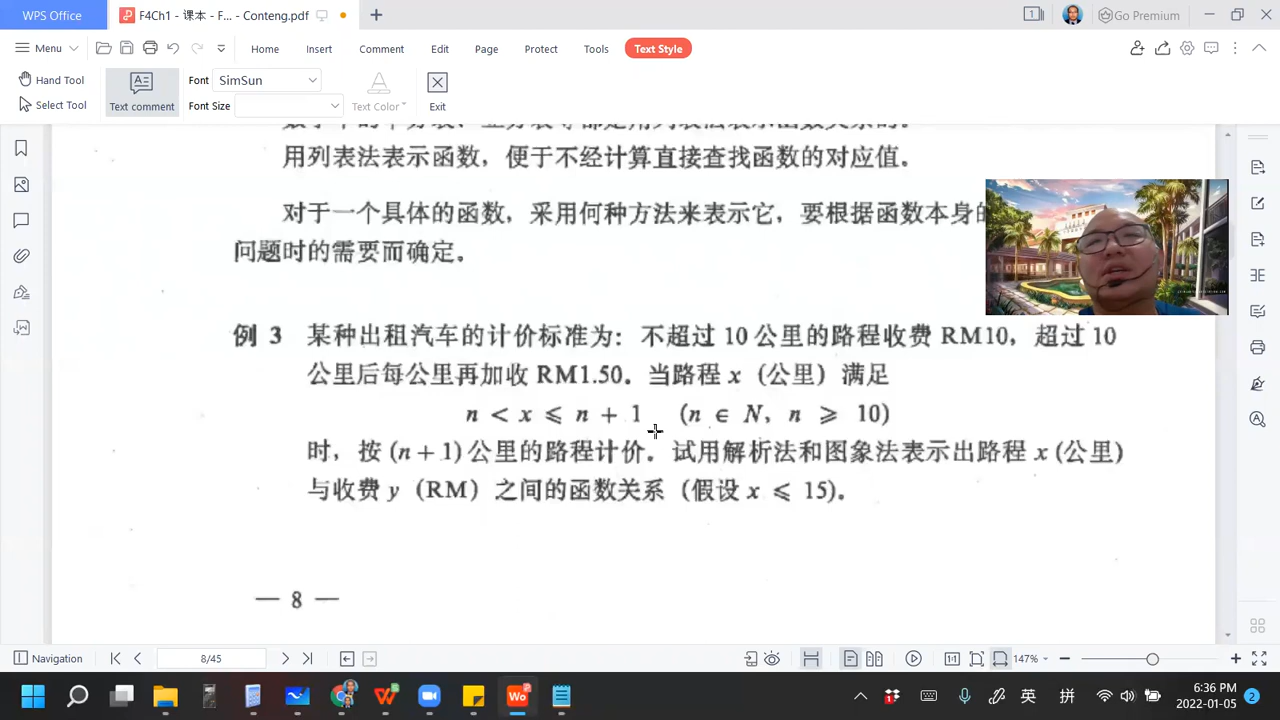 WPS Office
F4Ch1 - 课本 - F... - Conteng.pdf
1
Go Premium
Menu
Home
Insert
Comment
Edit
Page
Protect
Tools
Text Style
Hand Tool
Select Tool
Text comment
Font SimSun
Font Size
Text Color
Exit
用列表法表示函数，便于不经计算直接查找函数的对应值。
对于一个具体的函数，采用何种方法来表示它，要根据函数本身的
问题时的需要而确定。
例 3 某种出租汽车的计价标准为：不超过 10 公里的路程收费 RM10，超过 10
公里后每公里再加收 RM1.50。当路程 x（公里）满足
n < x ⩽ n + 1 (n ∈ N, n ⩾ 10)
时，按 (n + 1) 公里的路程计价。试用解析法和图象法表示出路程 x (公里)
与收费 y（RM）之间的函数关系（假设 x ⩽ 15）。
— 8 —
Navigation
8/45
147%
英
拼
6:36 PM
2022-01-05
2